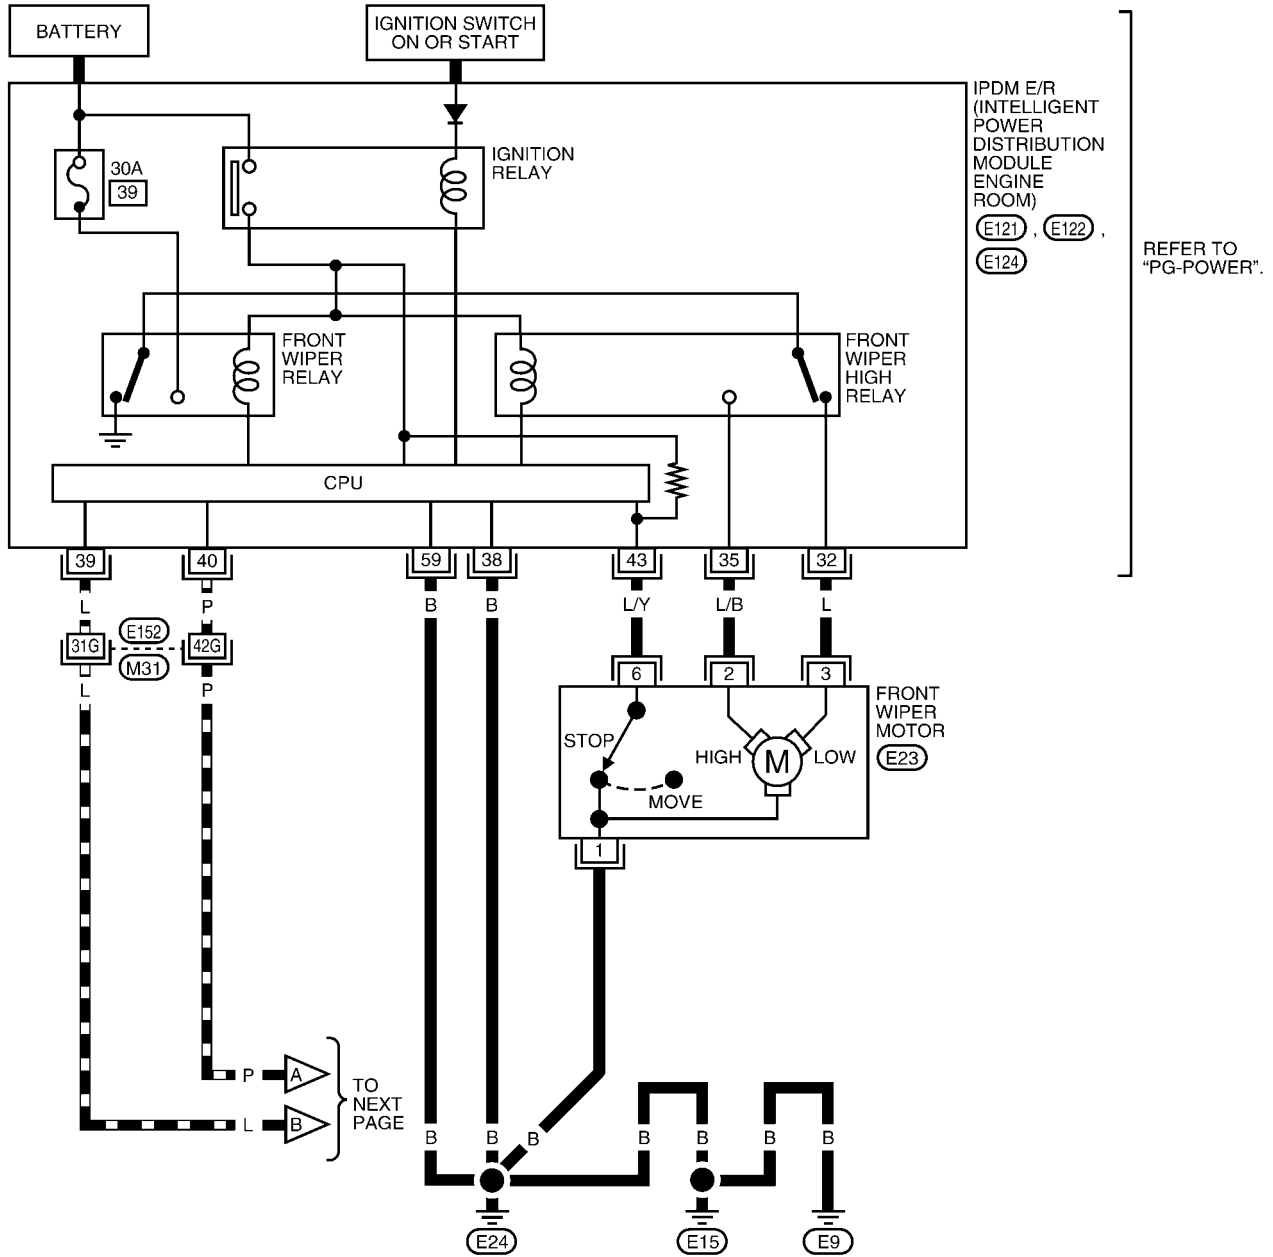 BATTERY
IGNITION SWITCH
ON OR START
IPDM E/R
(INTELLIGENT
POWER
DISTRIBUTION
MODULE
ENGINE
ROOM)
E121 , E122 ,
E124
REFER TO
“PG-POWER”.
30A
39
IGNITION
RELAY
FRONT
WIPER
RELAY
FRONT
WIPER
HIGH
RELAY
CPU
39 40 59 38 43 35 32
L P B B L/Y L/B L
31G E152 42G
M31
L P
6 2 3
FRONT
WIPER
MOTOR
E23
STOP
HIGH M LOW
MOVE
1
P A
L B
TO
NEXT
PAGE
B B B B B B B
E24 E15 E9